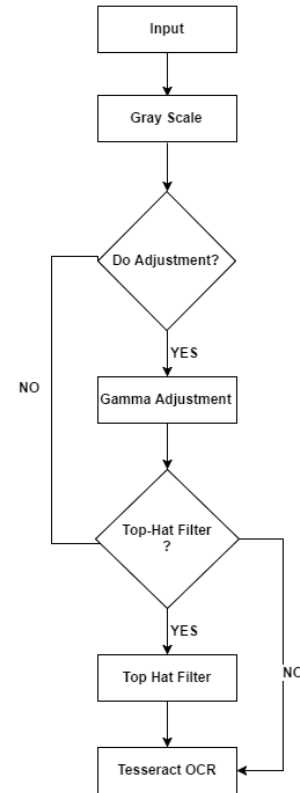 Input
Gray Scale
Do Adjustment?
YES
NO
Gamma Adjustment
Top-Hat Filter
?
YES
NO
Top Hat Filter
Tesseract OCR